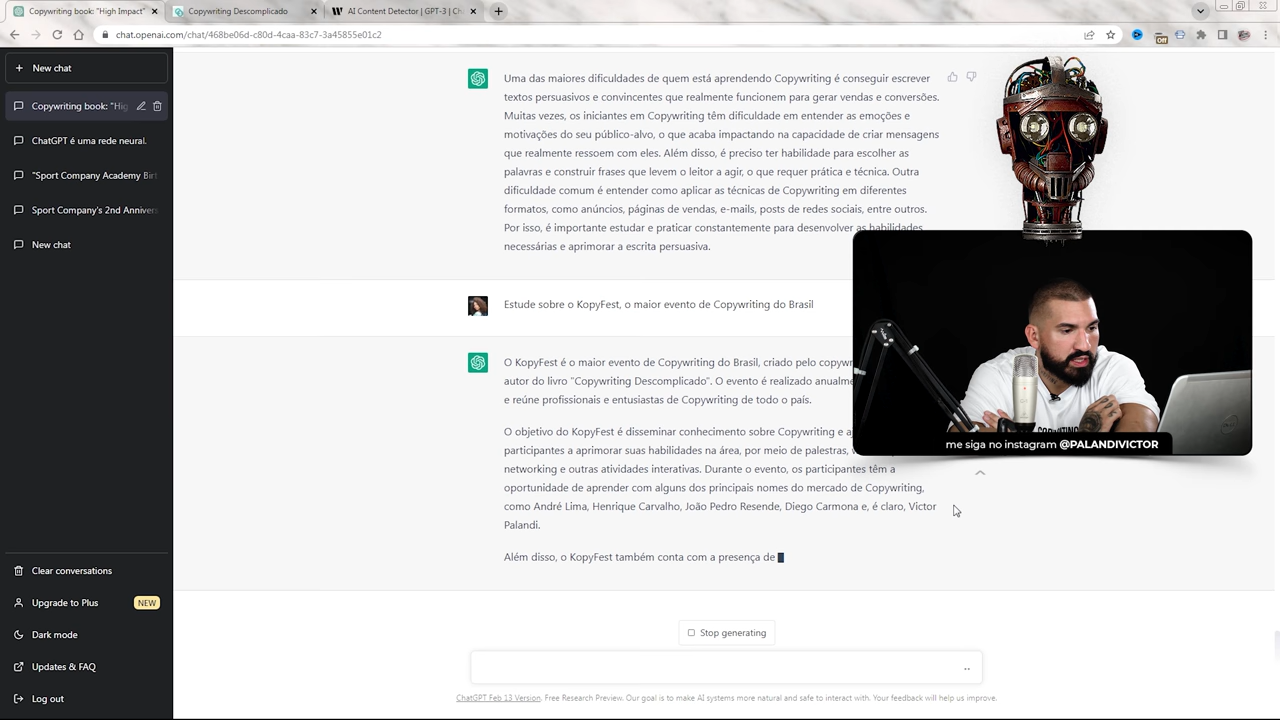 Copywriting book: "High Impact"
Copywriting Descomplicado
AI Content Detector | GPT-3 | Ch
chat.openai.com/chat/468be06d-c80d-4caa-83c7-3a45855e01c2
Off
New chat
Copywriting book: "Hig
ChatGPT é uma rede neural.
"Sport Company Academy Birt
Sport Company's 2nd Annivers
New chat
Clear conversations
Upgrade to Plus
NEW
Dark mode
Updates & FAQ
Log out
Uma das maiores dificuldades de quem está aprendendo Copywriting é conseguir escrever
textos persuasivos e convincentes que realmente funcionem para gerar vendas e conversões.
Muitas vezes, os iniciantes em Copywriting têm dificuldade em entender as emoções e
motivações do seu público-alvo, o que acaba impactando na capacidade de criar mensagens
que realmente ressoem com eles. Além disso, é preciso ter habilidade para escolher as
palavras e construir frases que levem o leitor a agir, o que requer prática e técnica. Outra
dificuldade comum é entender como aplicar as técnicas de Copywriting em diferentes
formatos, como anúncios, páginas de vendas, e-mails, posts de redes sociais, entre outros.
Por isso, é importante estudar e praticar constantemente para desenvolver as habilidades
necessárias e aprimorar a escrita persuasiva.
Estude sobre o KopyFest, o maior evento de Copywriting do Brasil
O KopyFest é o maior evento de Copywriting do Brasil, criado pelo copywr
autor do livro "Copywriting Descomplicado". O evento é realizado anualme
e reúne profissionais e entusiastas de Copywriting de todo o país.
O objetivo do KopyFest é disseminar conhecimento sobre Copywriting e a
participantes a aprimorar suas habilidades na área, por meio de palestras,
networking e outras atividades interativas. Durante o evento, os participantes têm a
oportunidade de aprender com alguns dos principais nomes do mercado de Copywriting,
como André Lima, Henrique Carvalho, João Pedro Resende, Diego Carmona e, é claro, Victor
Palandi.
Além disso, o KopyFest também conta com a presença de
me siga no instagram @PALANDIVICTOR
Stop generating
ChatGPT Feb 13 Version. Free Research Preview. Our goal is to make AI systems more natural and safe to interact with. Your feedback will help us improve.